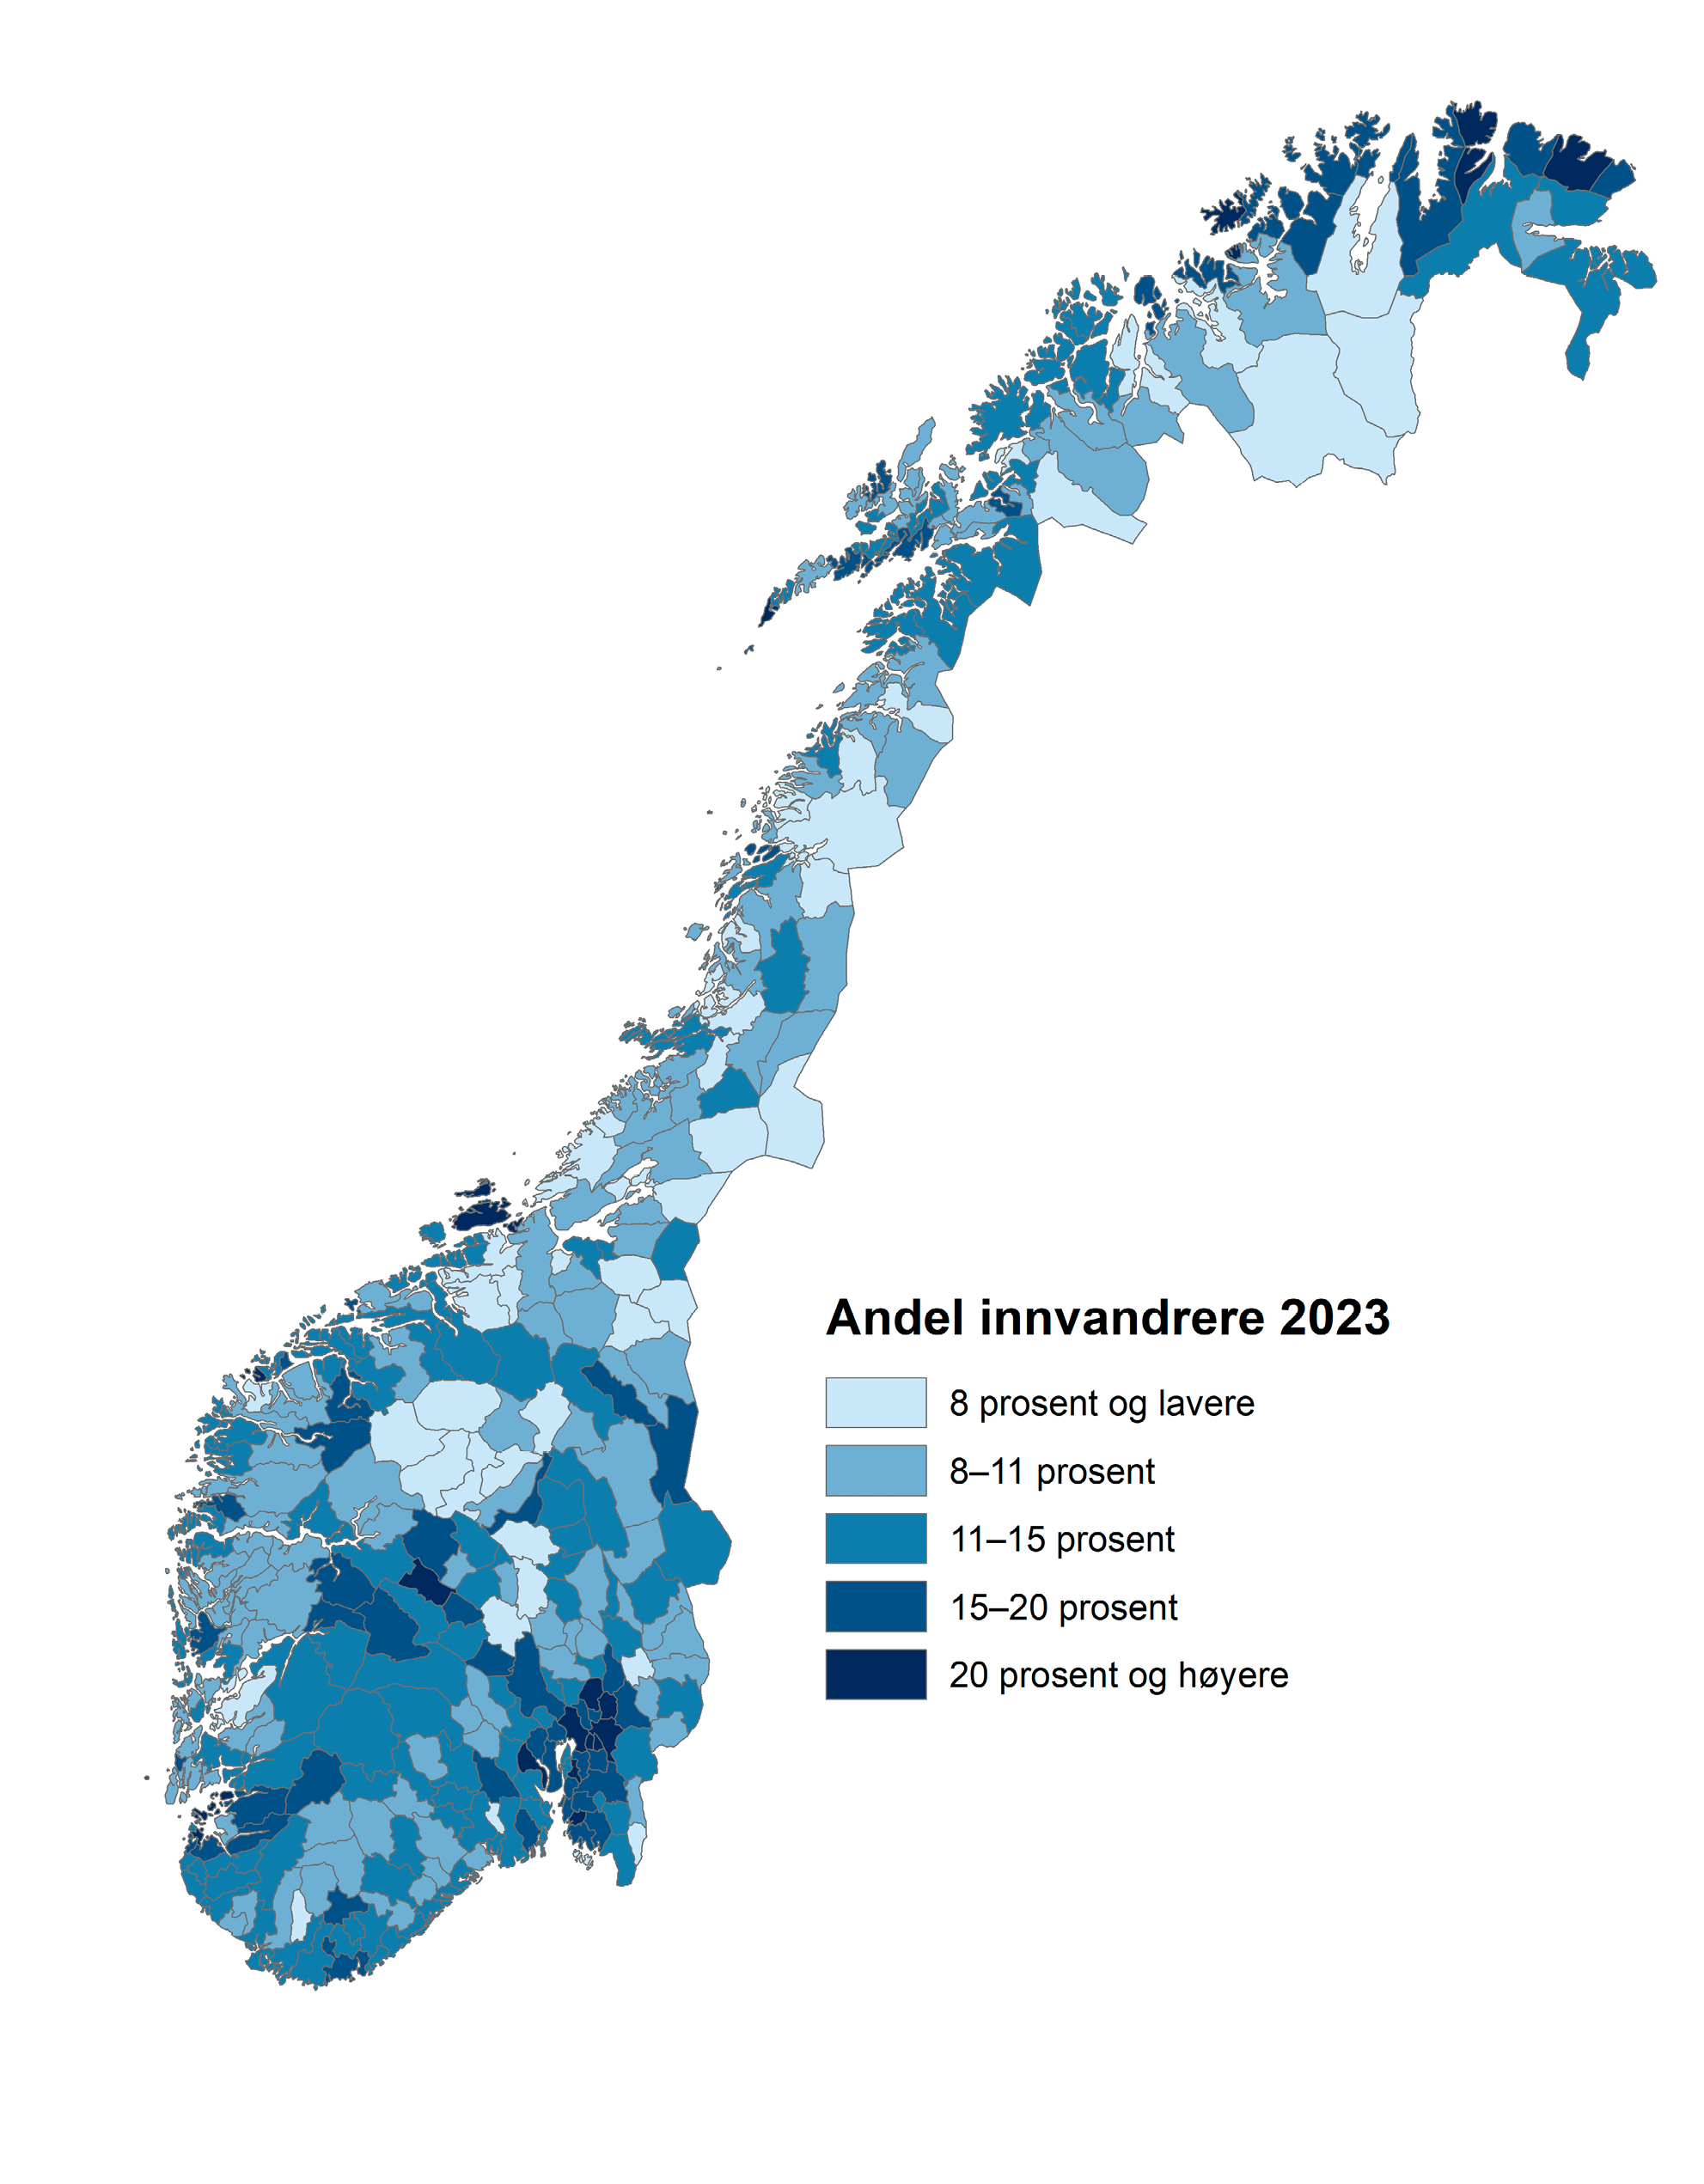 Andel innvandrere 2023
8 prosent og lavere
8–11 prosent
11–15 prosent
15–20 prosent
20 prosent og høyere